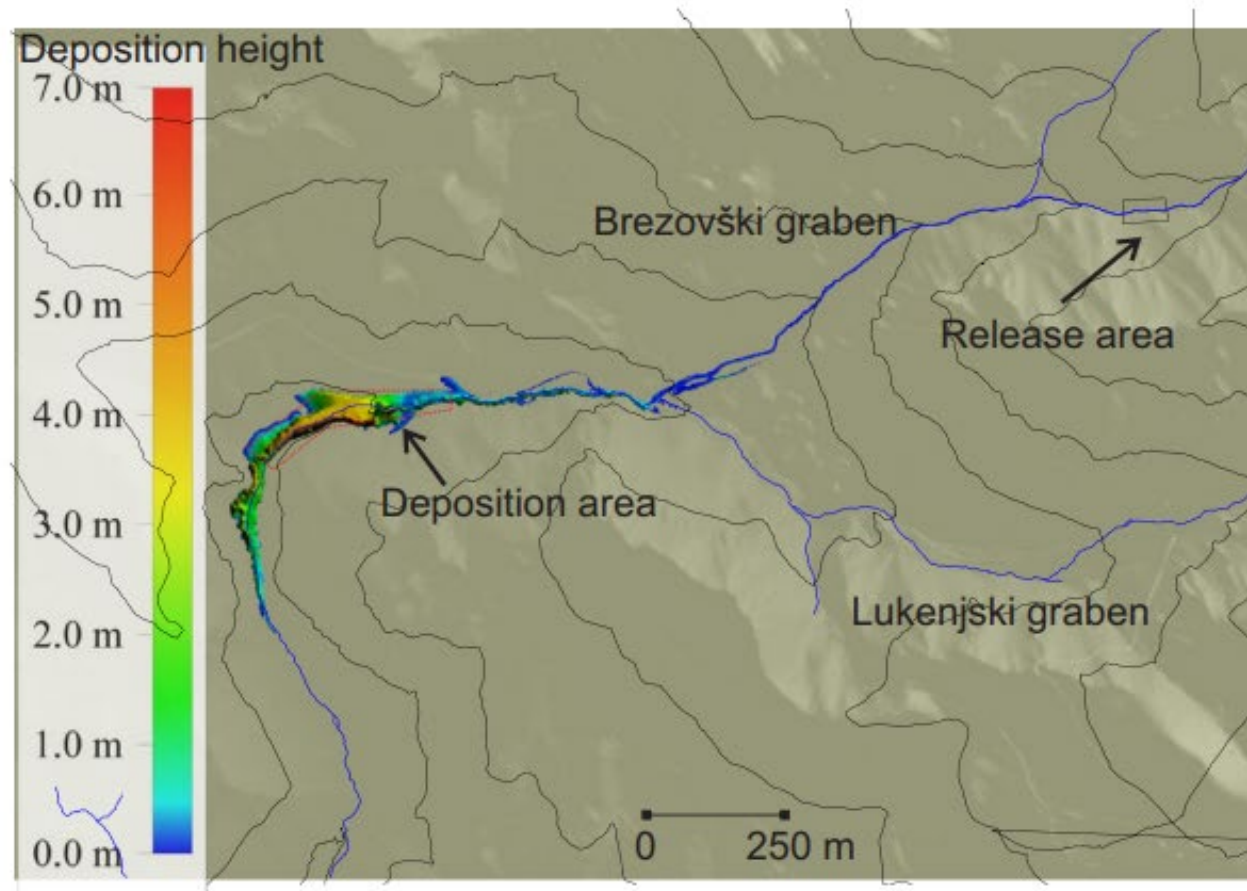 Deposition height
7.0 m
6.0 m
5.0 m
4.0 m
3.0 m
2.0 m
1.0 m
0.0 m
Brezovški graben
Release area
Deposition area
Lukenjski graben
0 250 m